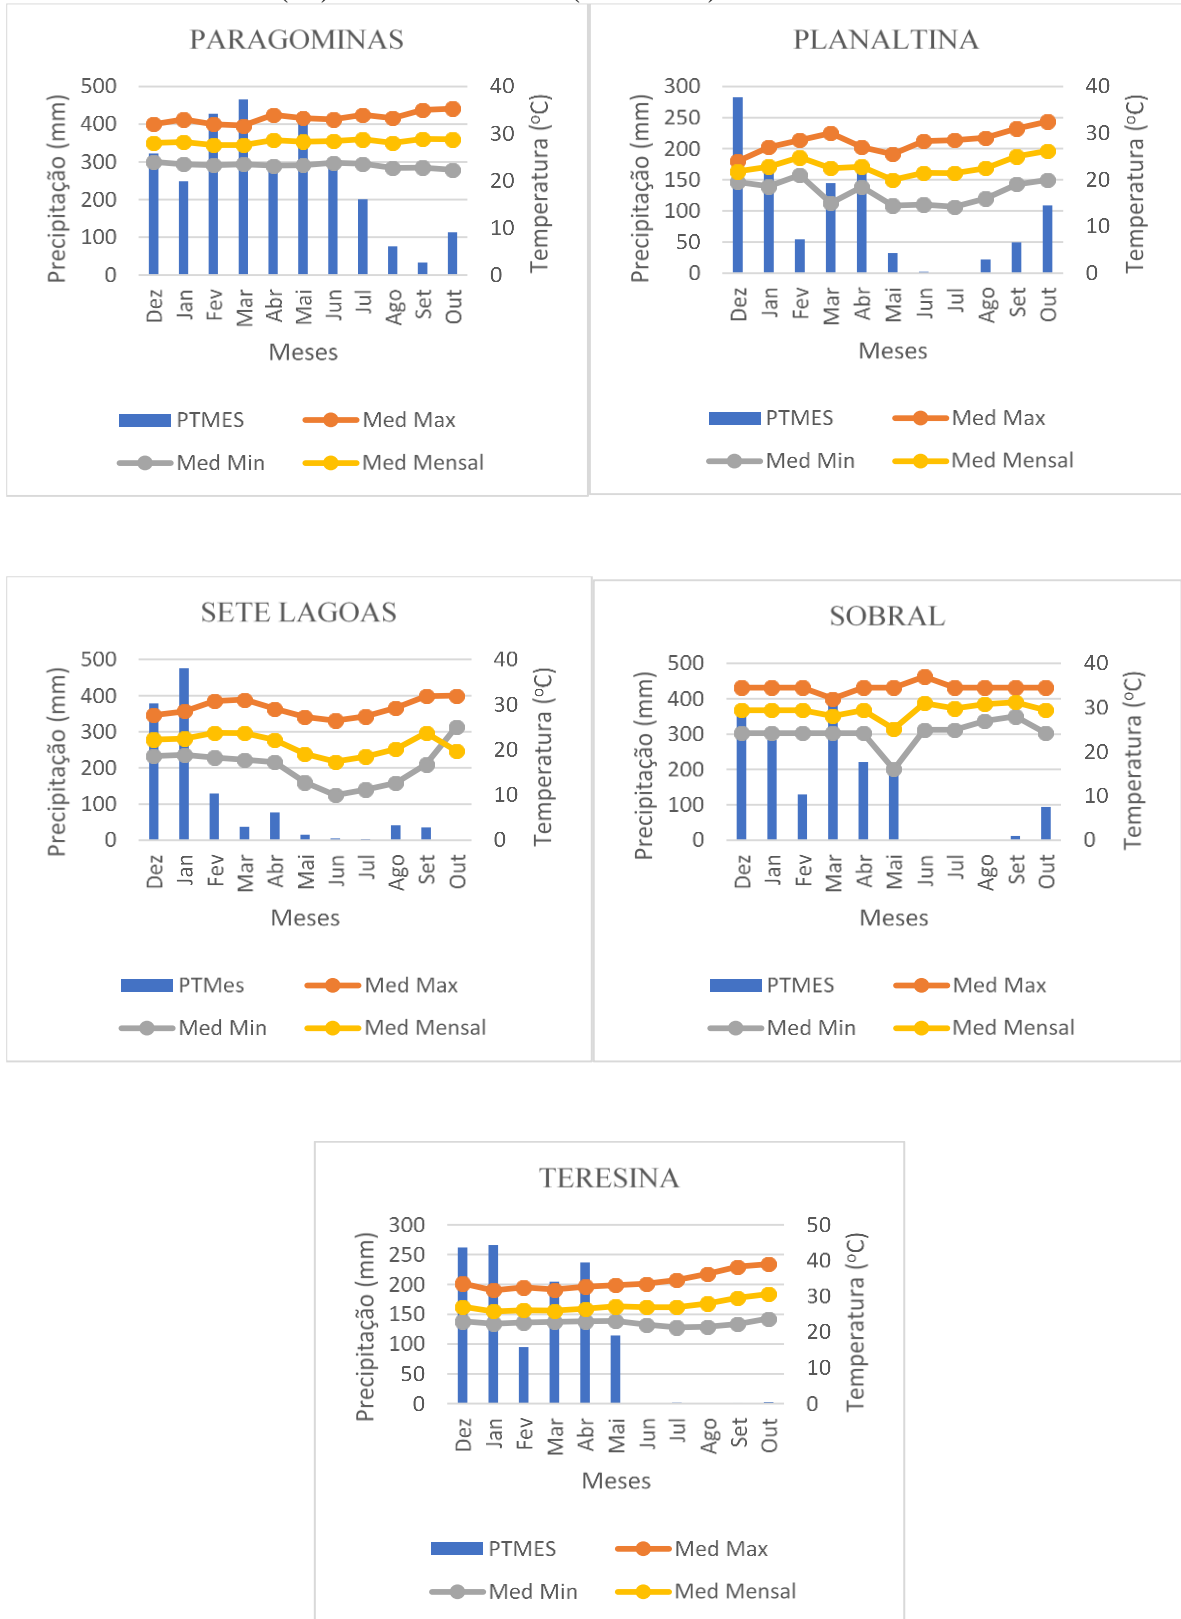 PARAGOMINAS
Precipitação (mm)
500
400
300
200
100
0
40
30
20
10
0
Temperatura (ºC)
Dez Jan Fev Mar Abr Mai Jun Jul Ago Set Out
Meses
PTMES Med Max
Med Min Med Mensal
PLANALTINA
Precipitação (mm)
300
250
200
150
100
50
0
40
30
20
10
0
Temperatura (ºC)
Dez Jan Fev Mar Abr Mai Jun Jul Ago Set Out
Meses
PTMES Med Max
Med Min Med Mensal
SETE LAGOAS
Precipitação (mm)
500
400
300
200
100
0
40
30
20
10
0
Temperatura (ºC)
Dez Jan Fev Mar Abr Mai Jun Jul Ago Set Out
Meses
PTMes Med Max
Med Min Med Mensal
SOBRAL
Precipitação (mm)
500
400
300
200
100
0
40
30
20
10
0
Temperatura (ºC)
Dez Jan Fev Mar Abr Mai Jun Jul Ago Set Out
Meses
PTMES Med Max
Med Min Med Mensal
TERESINA
Precipitação (mm)
300
250
200
150
100
50
0
50
40
30
20
10
0
Temperatura (ºC)
Dez Jan Fev Mar Abr Mai Jun Jul Ago Set Out
Meses
PTMES Med Max
Med Min Med Mensal